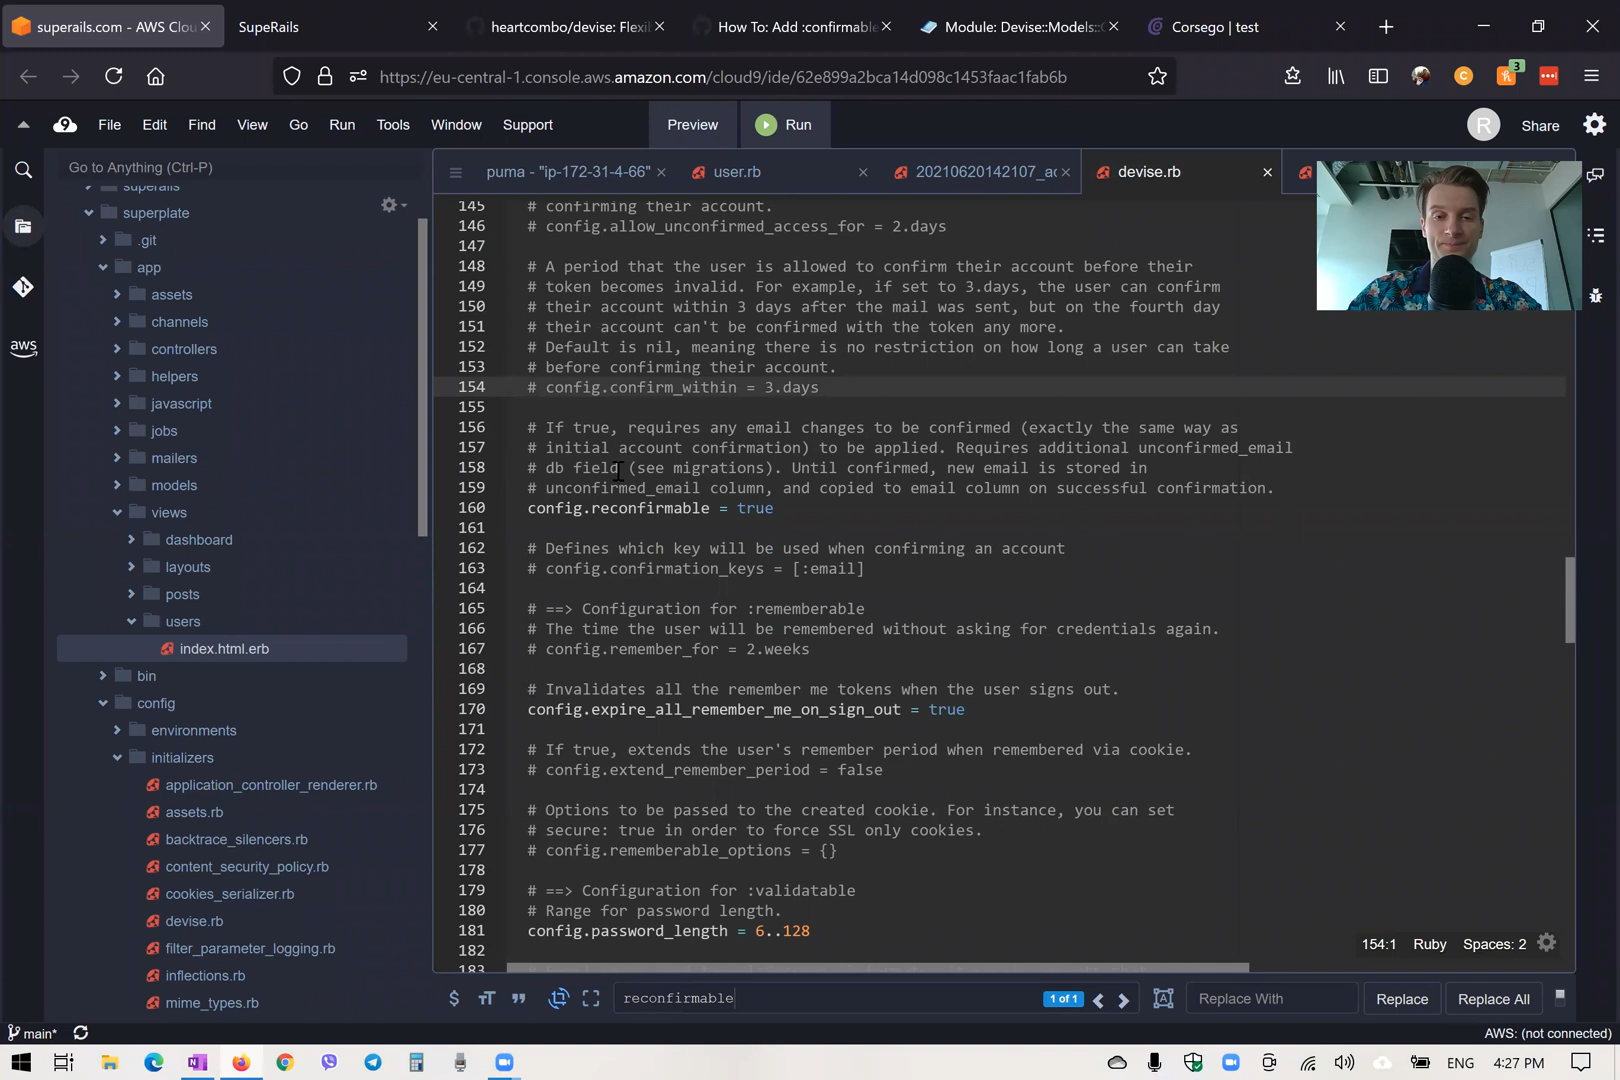 superails.com - AWS Clou
SupeRails
heartcombo/devise: Flexil
How To: Add :confirmable
Module: Devise::Models::
Corsego | test
https://eu-central-1.console.aws.amazon.com/cloud9/ide/62e899a2bca14d098c1453faac1fab6b
C
3
9
File Edit Find View Go Run Tools Window Support
Preview
Run
R
Share
Go to Anything (Ctrl-P)
superails
superplate
.git
app
assets
channels
controllers
helpers
javascript
jobs
mailers
models
views
dashboard
layouts
posts
users
index.html.erb
bin
config
environments
initializers
application_controller_renderer.rb
assets.rb
backtrace_silencers.rb
content_security_policy.rb
cookies_serializer.rb
devise.rb
filter_parameter_logging.rb
inflections.rb
mime_types.rb
aws
puma - "ip-172-31-4-66"
user.rb
20210620142107_ac
devise.rb
145 # confirming their account.
146 # config.allow_unconfirmed_access_for = 2.days
147
148 # A period that the user is allowed to confirm their account before their
149 # token becomes invalid. For example, if set to 3.days, the user can confirm
150 # their account within 3 days after the mail was sent, but on the fourth day
151 # their account can't be confirmed with the token any more.
152 # Default is nil, meaning there is no restriction on how long a user can take
153 # before confirming their account.
154 # config.confirm_within = 3.days
155
156 # If true, requires any email changes to be confirmed (exactly the same way as
157 # initial account confirmation) to be applied. Requires additional unconfirmed_email
158 # db field (see migrations). Until confirmed, new email is stored in
159 # unconfirmed_email column, and copied to email column on successful confirmation.
160 config.reconfirmable = true
161
162 # Defines which key will be used when confirming an account
163 # config.confirmation_keys = [:email]
164
165 # ==> Configuration for :rememberable
166 # The time the user will be remembered without asking for credentials again.
167 # config.remember_for = 2.weeks
168
169 # Invalidates all the remember me tokens when the user signs out.
170 config.expire_all_remember_me_on_sign_out = true
171
172 # If true, extends the user's remember period when remembered via cookie.
173 # config.extend_remember_period = false
174
175 # Options to be passed to the created cookie. For instance, you can set
176 # secure: true in order to force SSL only cookies.
177 # config.rememberable_options = {}
178
179 # ==> Configuration for :validatable
180 # Range for password length.
181 config.password_length = 6..128
182
183
154:1 Ruby Spaces: 2
reconfirmable
1 of 1
Replace With
Replace
Replace All
main*
AWS: (not connected)
ENG
4:27 PM